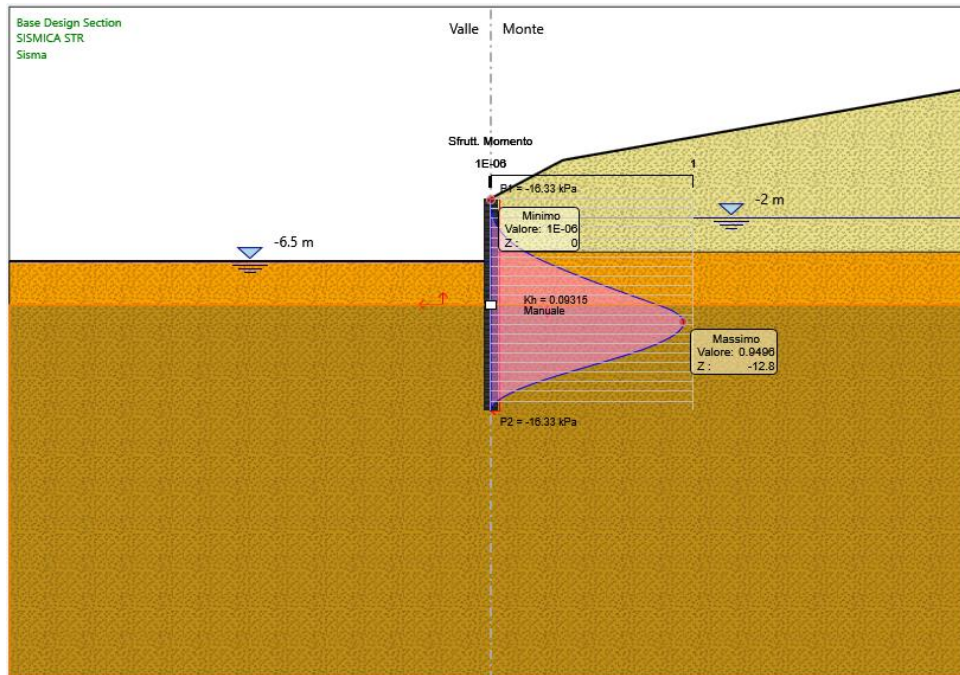 Base Design Section
SISMICA STR
Sisma
Valle
Monte
Sfrutt. Momento
1E-06
1
P1 = -16.33 kPa
-2 m
Minimo
Valore: 1E-06
Z : 0
-6.5 m
Kh = 0.09315
Manuale
Massimo
Valore: 0.9496
Z : -12.8
P2 = -16.33 kPa